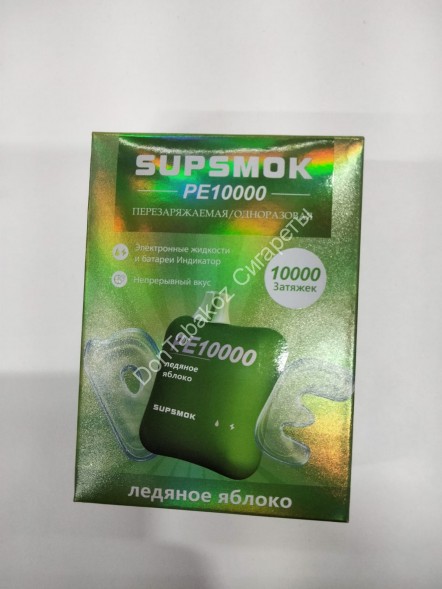 SUPSMOK
PE10000
ПЕРЕЗАРЯЖАЕМАЯ/ОДНОРАЗОВАЯ
Электронные жидкости
и батареи Индикатор
Непрерывный вкус
10000
Затяжек
DonTabakoz Сигареты
PE10000
ледяное
яблоко
SUPSMOK
PE
ледяное яблоко